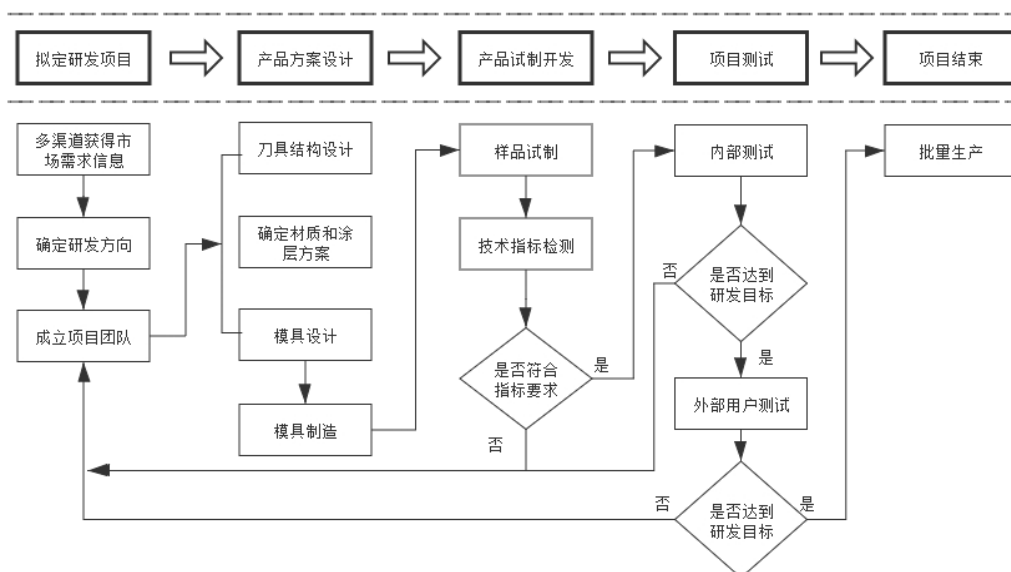 拟定研发项目
产品方案设计
产品试制开发
项目测试
项目结束
多渠道获得市
场需求信息
确定研发方向
成立项目团队
刀具结构设计
确定材质和涂
层方案
模具设计
模具制造
样品试制
技术指标检测
是否符合
指标要求
是
否
内部测试
是否达到
研发目标
否
是
外部用户测试
是否达到
研发目标
否
是
批量生产